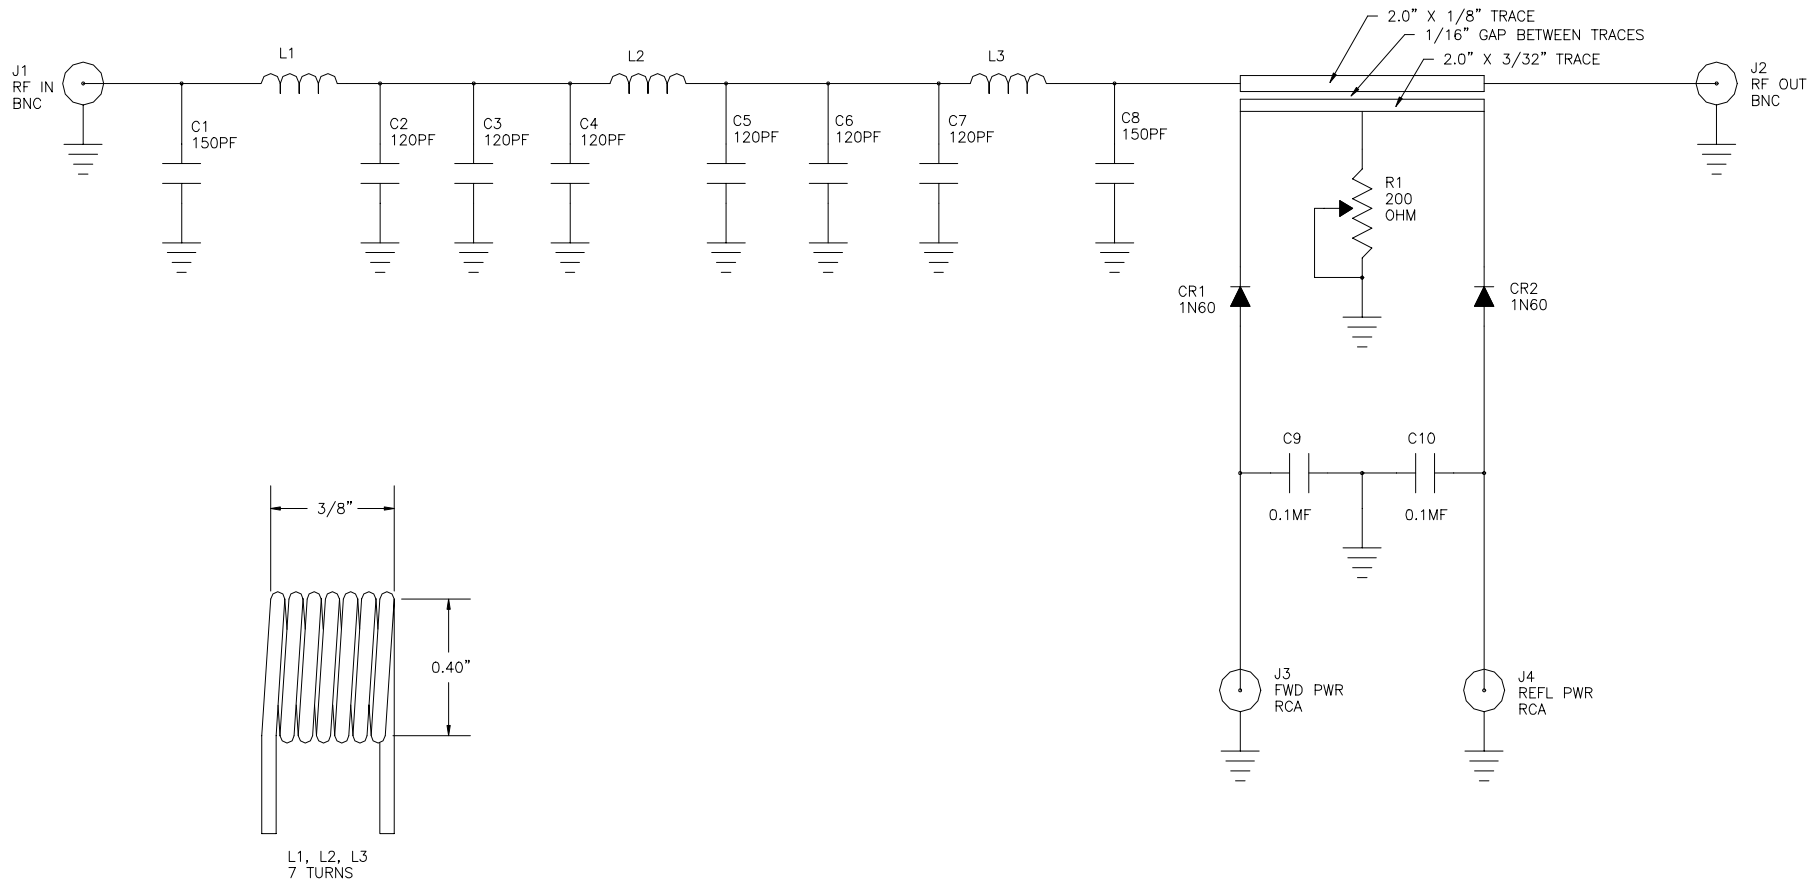 2.0" X 1/8" TRACE
1/16" GAP BETWEEN TRACES
2.0" X 3/32" TRACE
J1
RF IN
BNC
L1
L2
L3
J2
RF OUT
BNC
C1
150PF
C2
120PF
C3
120PF
C4
120PF
C5
120PF
C6
120PF
C7
120PF
C8
150PF
R1
200
OHM
CR1
1N60
CR2
1N60
C9
0.1MF
C10
0.1MF
J3
FWD PWR
RCA
J4
REFL PWR
RCA
3/8"
0.40"
L1, L2, L3
7 TURNS